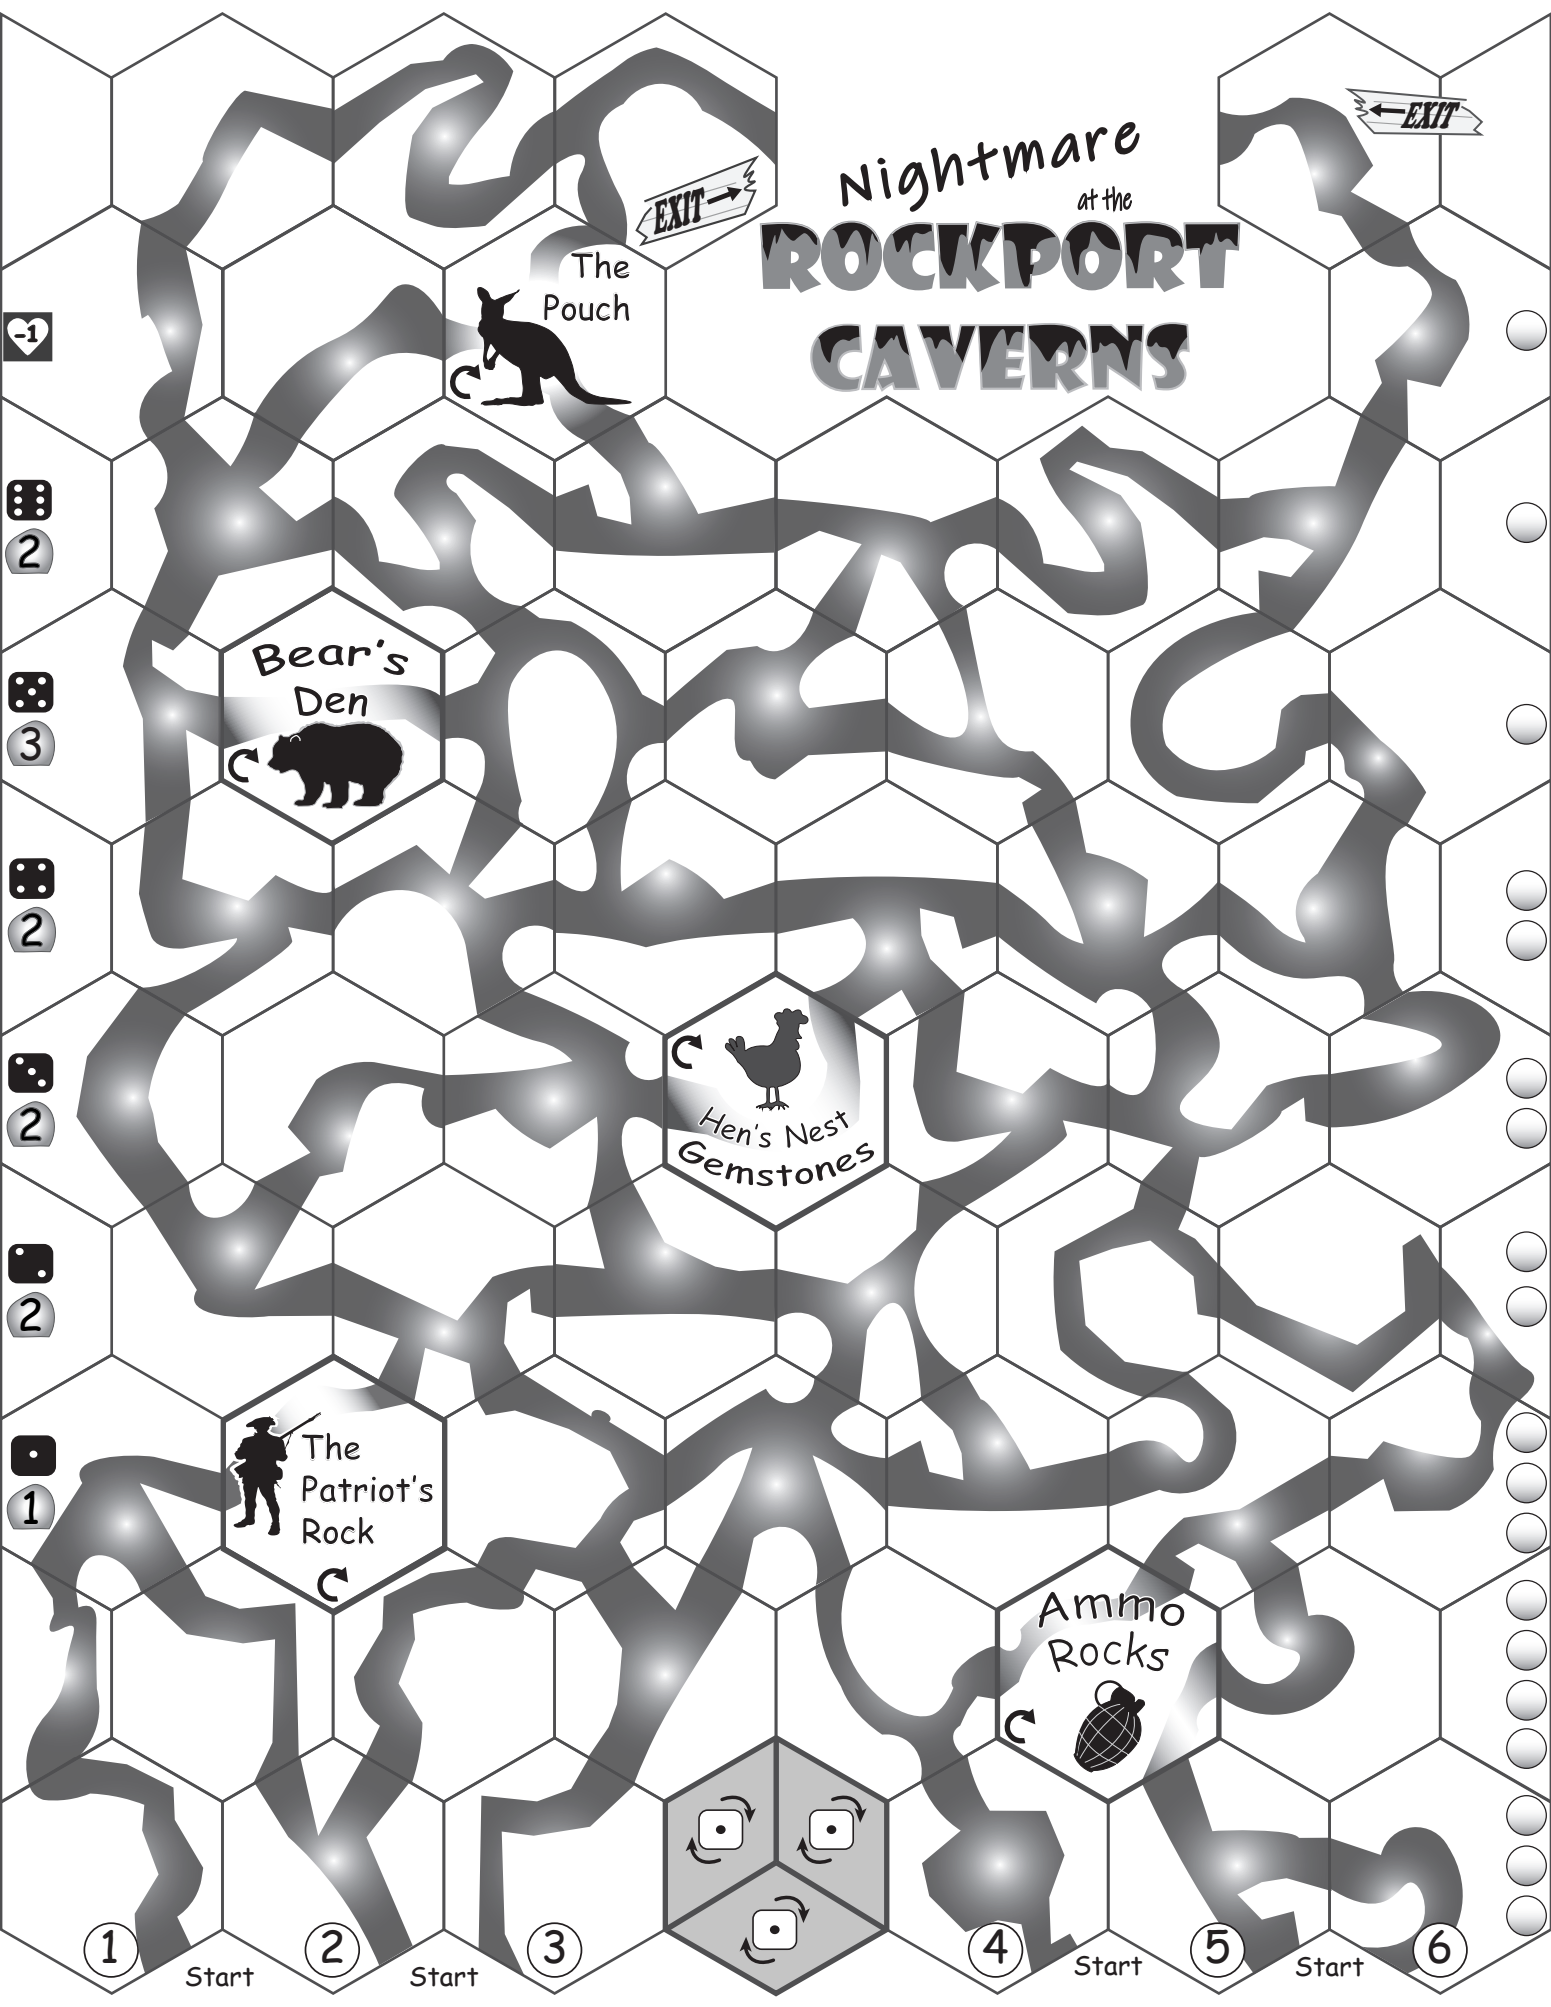 EXIT
Nightmare
at the
ROCKPORT
CAVERNS
EXIT
The
Pouch
-1
2
Bear's
Den
3
2
2
Hen's Nest
Gemstones
2
The
Patriot's
Rock
1
Ammo
Rocks
1
2
3
4
5
6
Start
Start
Start
Start